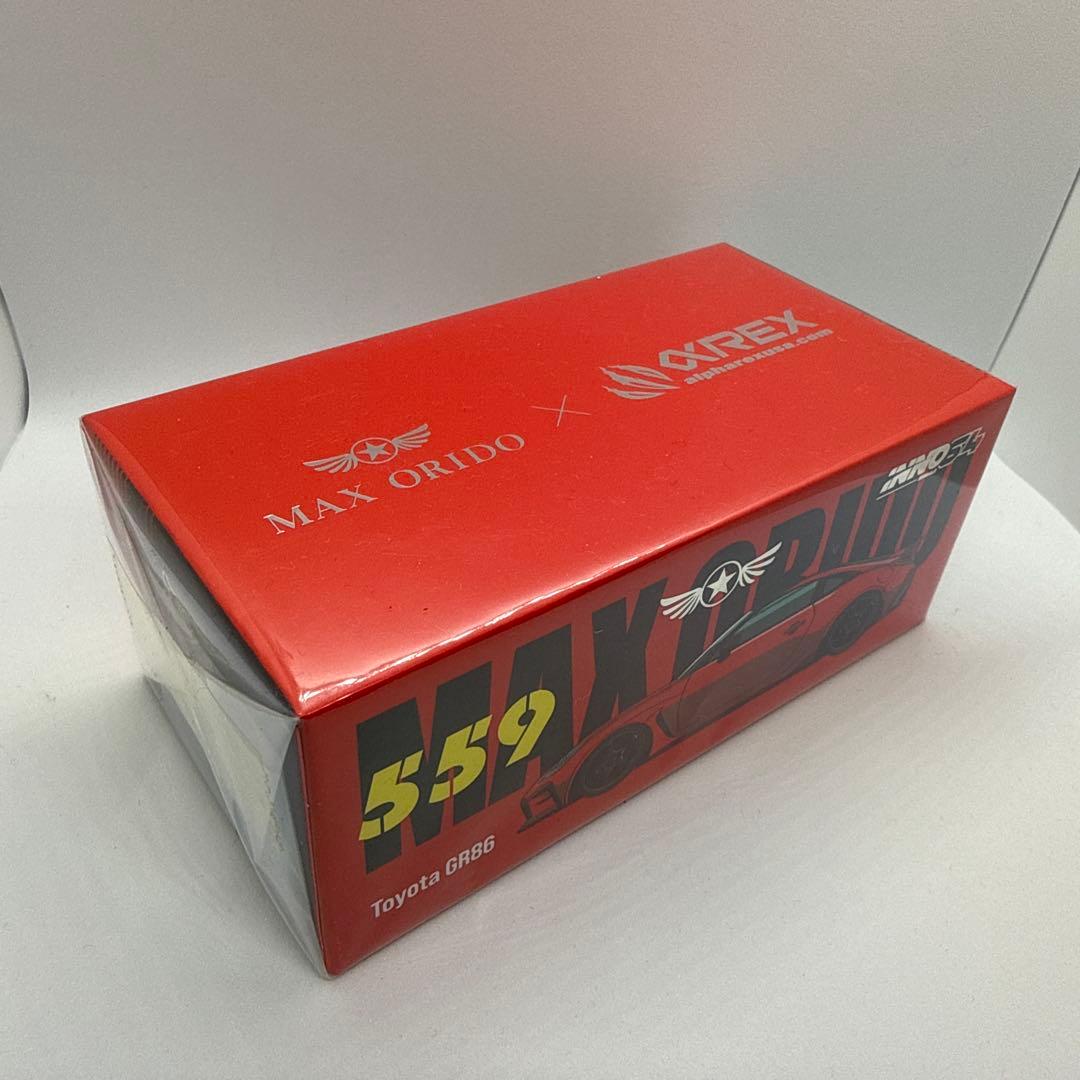 MAX ORIDO
×
αREX
alpharexusa.com
INNO64
MAX ORIDO
559
Toyota GR86